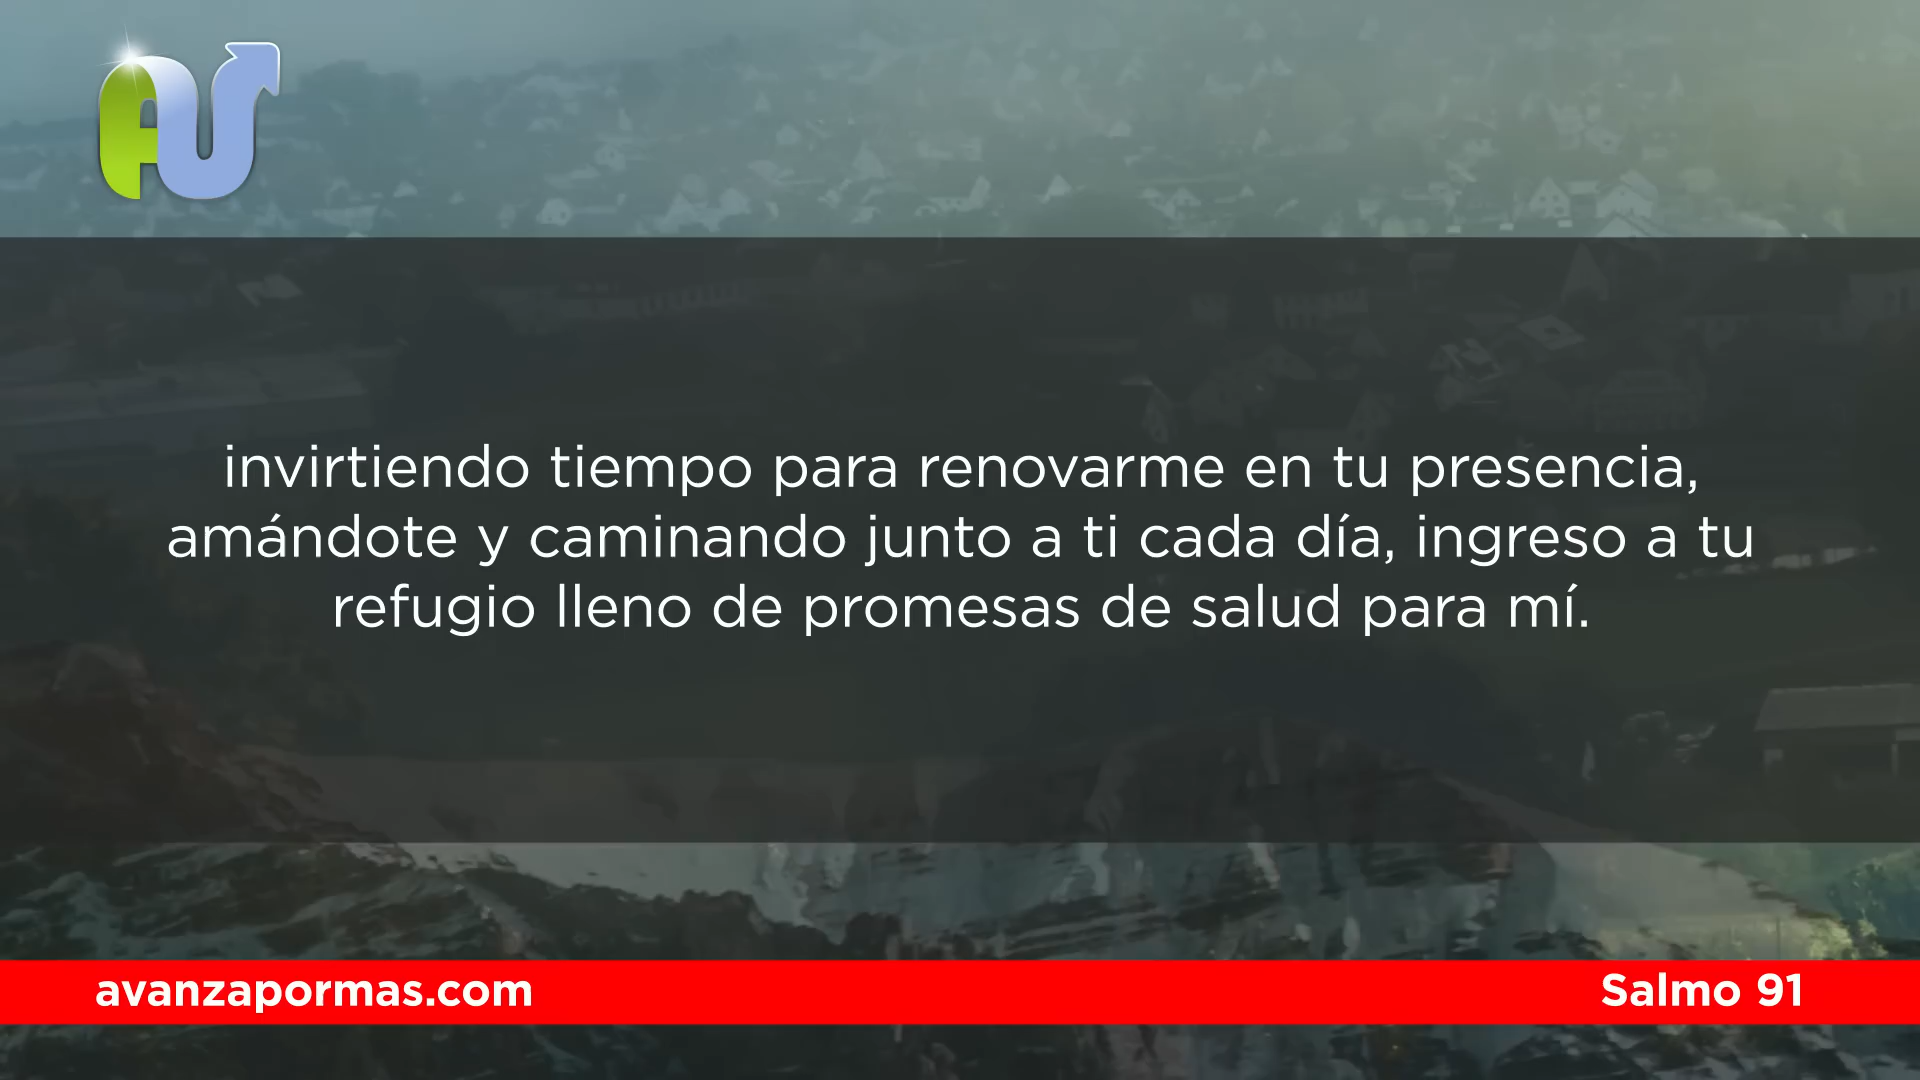 invirtiendo tiempo para renovarme en tu presencia,
amándote y caminando junto a ti cada día, ingreso a tu
refugio lleno de promesas de salud para mí.
avanzapormas.com
Salmo 91